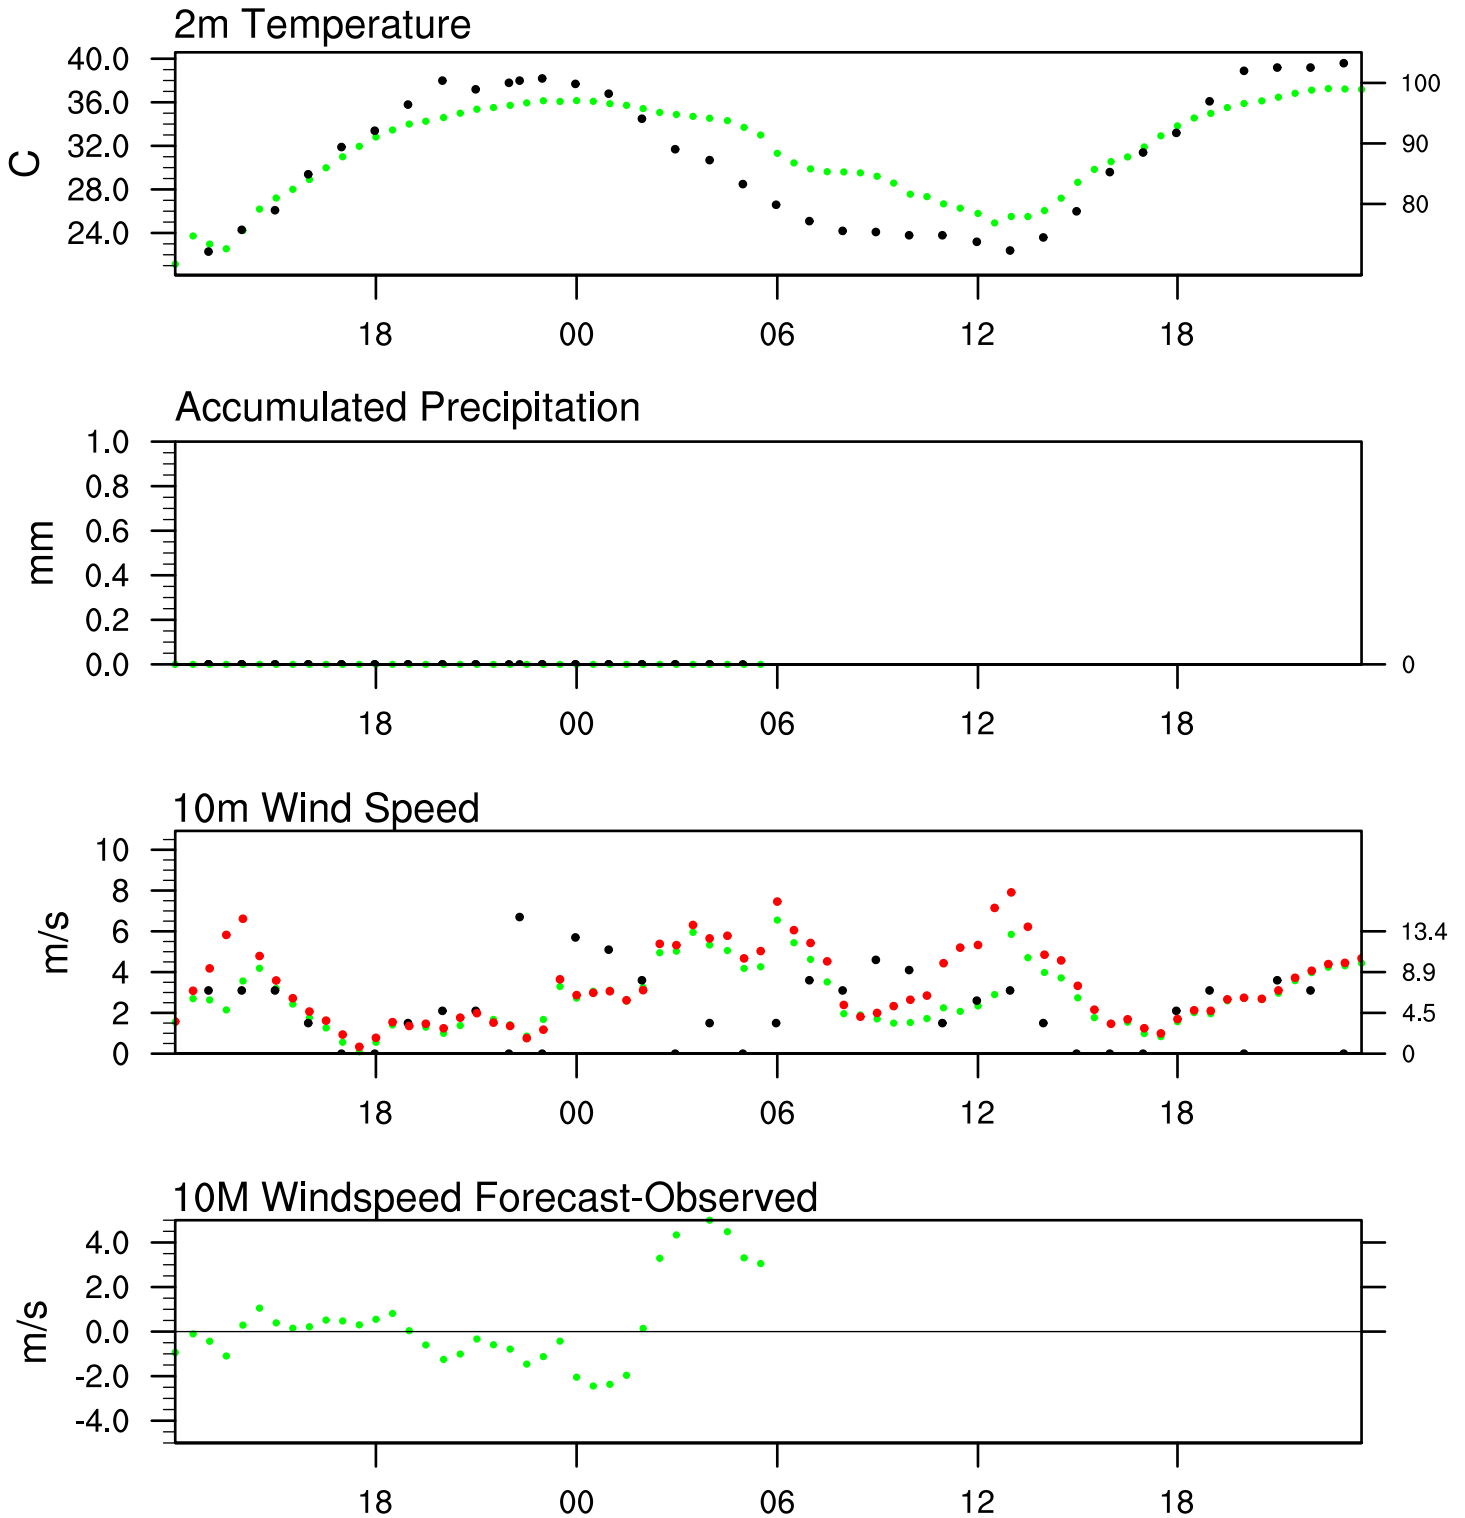 2m Temperature
40.0
36.0
32.0
28.0
24.0
C
100
90
80
18 00 06 12 18
Accumulated Precipitation
1.0
0.8
0.6
0.4
0.2
0.0
mm
0
18 00 06 12 18
10m Wind Speed
10
8
6
4
2
0
m/s
13.4
8.9
4.5
0
18 00 06 12 18
10M Windspeed Forecast-Observed
4.0
2.0
0.0
-2.0
-4.0
m/s
18 00 06 12 18